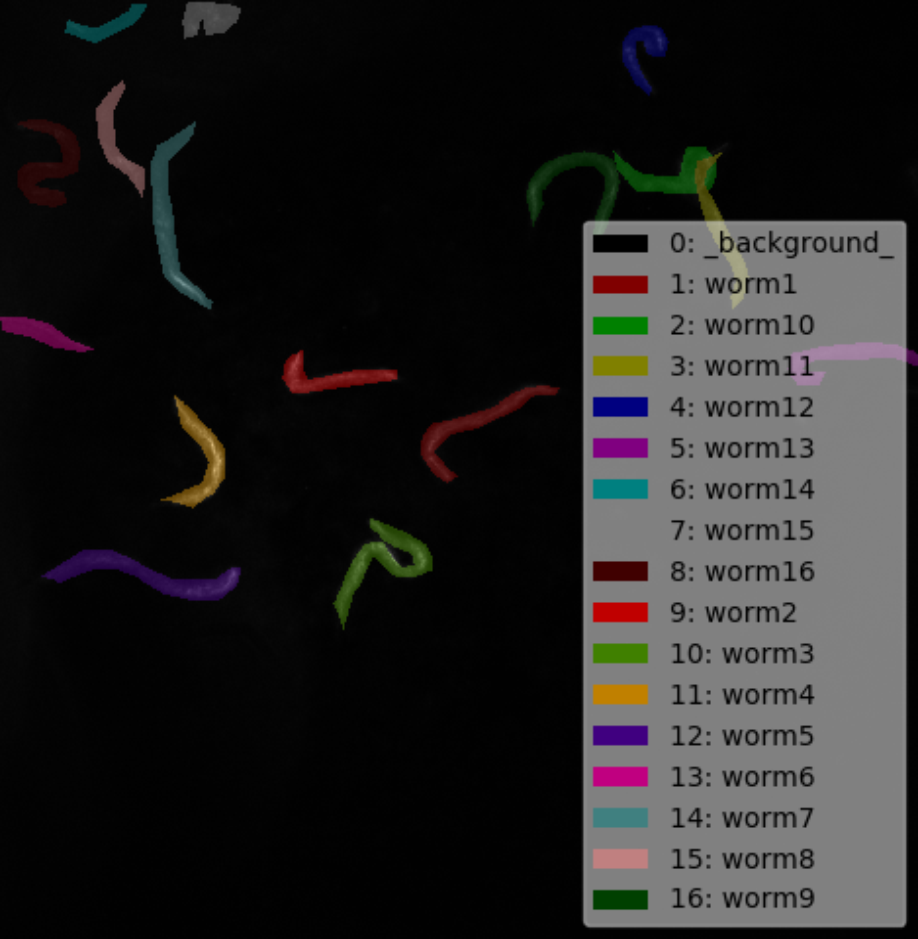 0: _background_
1: worm1
2: worm10
3: worm11
4: worm12
5: worm13
6: worm14
7: worm15
8: worm16
9: worm2
10: worm3
11: worm4
12: worm5
13: worm6
14: worm7
15: worm8
16: worm9